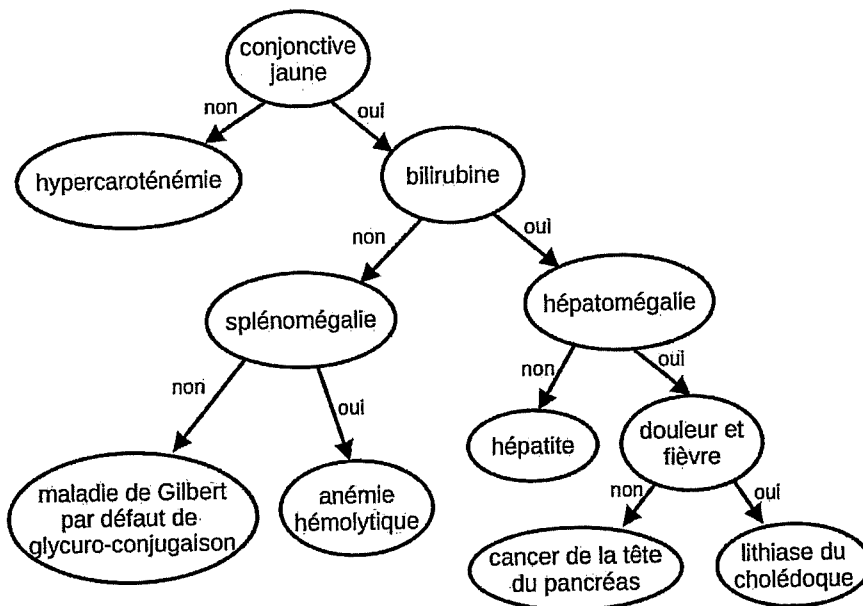 conjonctive
jaune
non
oui
hypercaroténémie
bilirubine
non
oui
splénomégalie
hépatomégalie
non
oui
non
oui
maladie de Gilbert
par défaut de
glycuro-conjugaison
anémie
hémolytique
hépatite
douleur et
fièvre
non
oui
cancer de la tête
du pancréas
lithiase du
cholédoque